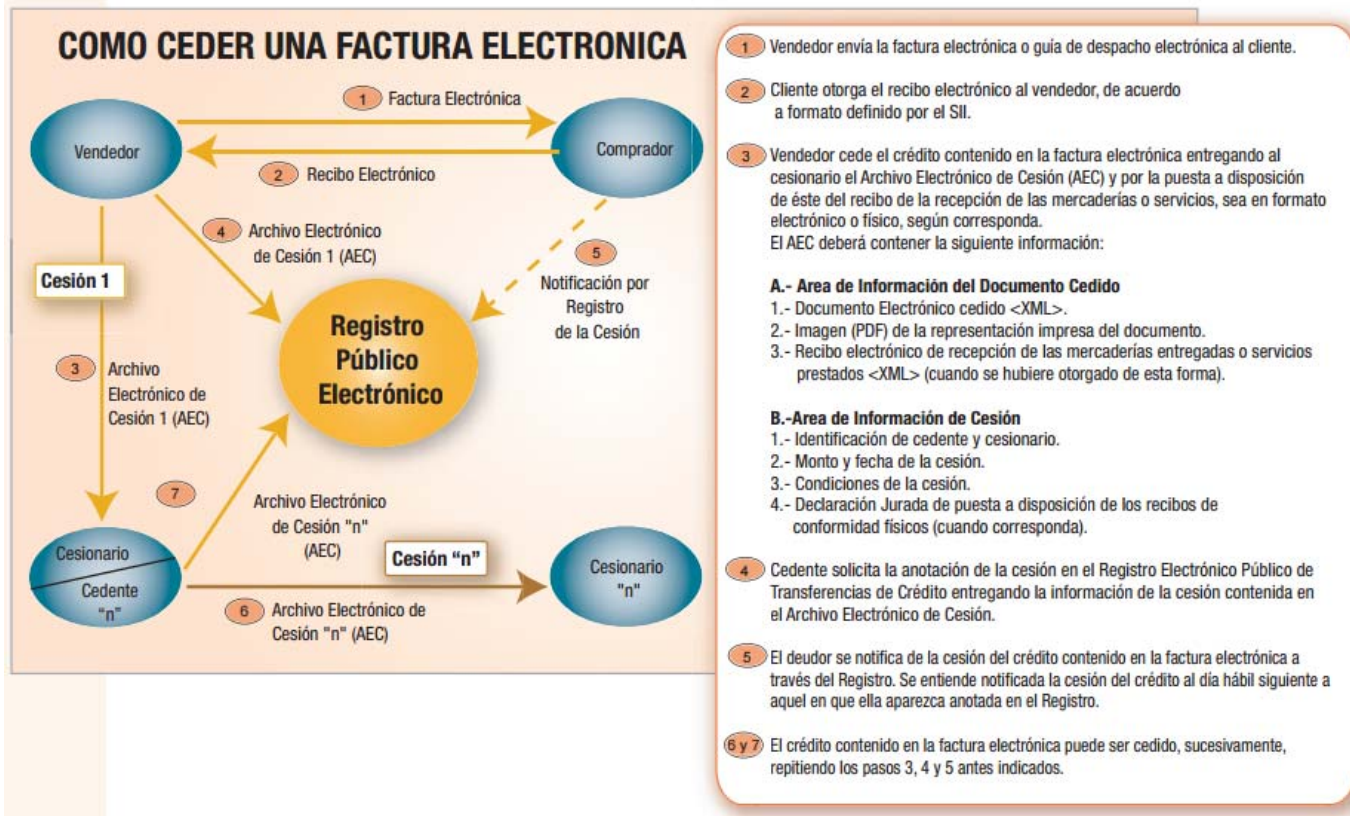 COMO CEDER UNA FACTURA ELECTRONICA
1 Factura Electrónica
Vendedor
Comprador
2 Recibo Electrónico
4 Archivo Electrónico
de Cesión 1 (AEC)
5
Notificación por
Registro
de la Cesión
Cesión 1
Registro
Público
Electrónico
3 Archivo
Electrónico de
Cesión 1 (AEC)
7
Archivo Electrónico
de Cesión "n"
(AEC)
Cesionario
Cedente
“n”
Cesión “n”
Cesionario
"n"
6 Archivo Electrónico de
Cesión "n" (AEC)
1 Vendedor envía la factura electrónica o guía de despacho electrónica al cliente.
2 Cliente otorga el recibo electrónico al vendedor, de acuerdo
a formato definido por el SII.
3 Vendedor cede el crédito contenido en la factura electrónica entregando al
cesionario el Archivo Electrónico de Cesión (AEC) y por la puesta a disposición
de éste del recibo de la recepción de las mercaderías o servicios, sea en formato
electrónico o físico, según corresponda.
El AEC deberá contener la siguiente información:
A.- Area de Información del Documento Cedido
1.- Documento Electrónico cedido <XML>.
2.- Imagen (PDF) de la representación impresa del documento.
3.- Recibo electrónico de recepción de las mercaderías entregadas o servicios
prestados <XML> (cuando se hubiere otorgado de esta forma).
B.-Area de Información de Cesión
1.- Identificación de cedente y cesionario.
2.- Monto y fecha de la cesión.
3.- Condiciones de la cesión.
4.- Declaración Jurada de puesta a disposición de los recibos de
conformidad físicos (cuando corresponda).
4 Cedente solicita la anotación de la cesión en el Registro Electrónico Público de
Transferencias de Crédito entregando la información de la cesión contenida en
el Archivo Electrónico de Cesión.
5 El deudor se notifica de la cesión del crédito contenido en la factura electrónica a
través del Registro. Se entiende notificada la cesión del crédito al día hábil siguiente a
aquel en que ella aparezca anotada en el Registro.
6 y 7 El crédito contenido en la factura electrónica puede ser cedido, sucesivamente,
repitiendo los pasos 3, 4 y 5 antes indicados.